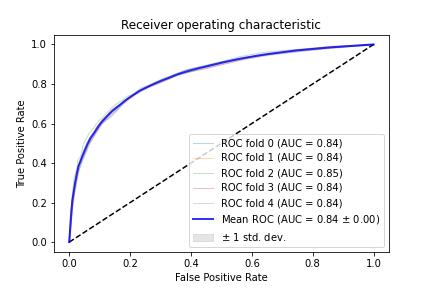 Receiver operating characteristic
True Positive Rate
1.0
0.8
0.6
0.4
0.2
0.0
ROC fold 0 (AUC = 0.84)
ROC fold 1 (AUC = 0.84)
ROC fold 2 (AUC = 0.85)
ROC fold 3 (AUC = 0.84)
ROC fold 4 (AUC = 0.84)
Mean ROC (AUC = 0.84 ± 0.00)
± 1 std. dev.
0.0 0.2 0.4 0.6 0.8 1.0
False Positive Rate